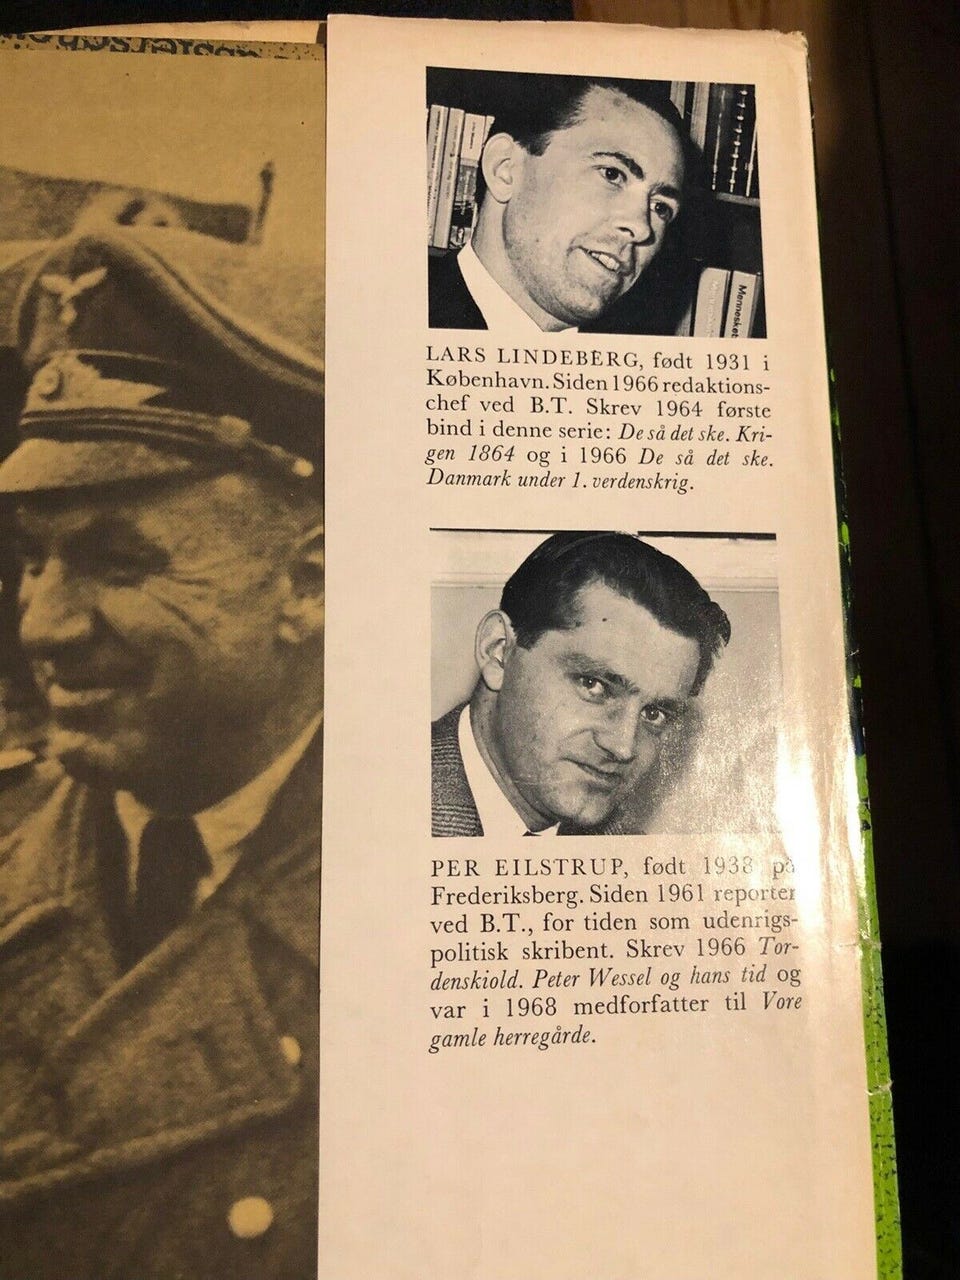 Mennesket
LARS LINDEBERG, født 1931 i
København. Siden 1966 redaktions-
chef ved B.T. Skrev 1964 første
bind i denne serie: De så det ske. Kri-
gen 1864 og i 1966 De så det ske.
Danmark under 1. verdenskrig.
PER EILSTRUP, født 1938 på
Frederiksberg. Siden 1961 reporter
ved B.T., for tiden som udenrigs-
politisk skribent. Skrev 1966 Tor-
denskiold. Peter Wessel og hans tid og
var i 1968 medforfatter til Vore
gamle herregårde.